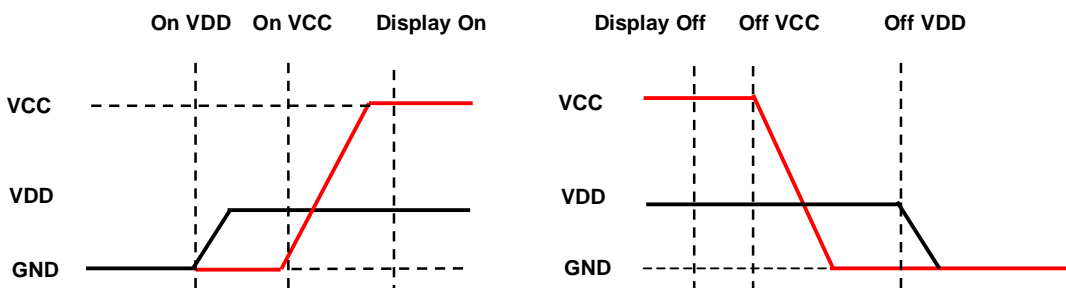 On VDD On VCC Display On
VCC
VDD
GND
Display Off Off VCC Off VDD
VCC
VDD
GND